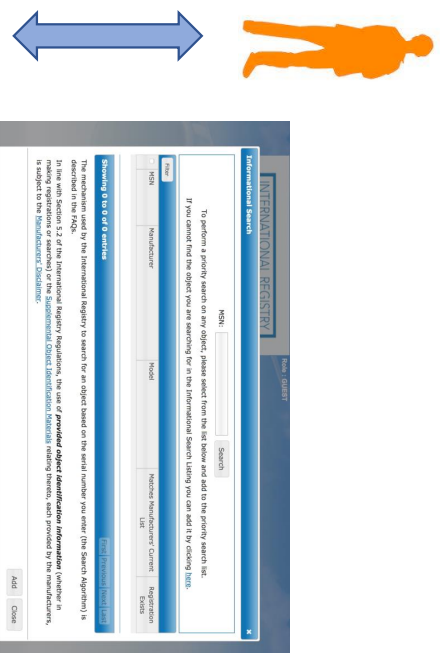 INTERNATIONAL REGISTRY
Role : GUEST
Informational Search
MSN:
Search
To perform a priority search on any object, please select from the list below and add to the priority search list.
If you cannot find the object you are searching for in the Informational Search Listing you can add it by clicking here.
Filter
MSN
Manufacturer
Model
Matches Manufacturers' Current
List
Registration
Exists
Showing 0 to 0 of 0 entries
First Previous Next Last
The mechanism used by the International Registry to search for an object based on the serial number you enter (the Search Algorithm) is
described in the FAQs.
In line with Section 5.2 of the International Registry Regulations, the use of provided object identification information (whether in
making registrations or searches) or the Supplemental Object Identification Materials relating thereto, each provided by the manufacturers,
is subject to the Manufacturers' Disclaimer.
Add
Close